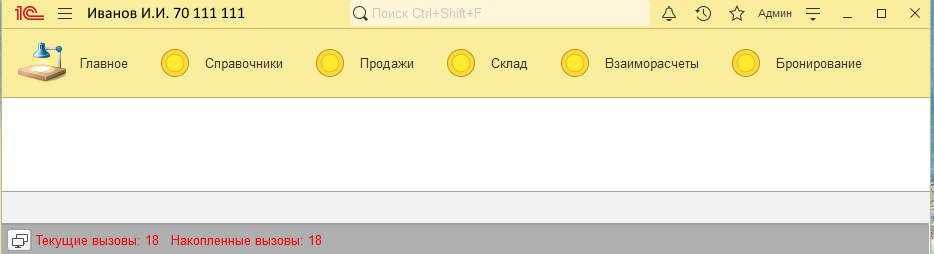 1С Иванов И.И. 70 111 111 Поиск Ctrl+Shift+F Админ
Главное Справочники Продажи Склад Взаиморасчеты Бронирование
Текущие вызовы: 18 Накопленные вызовы: 18